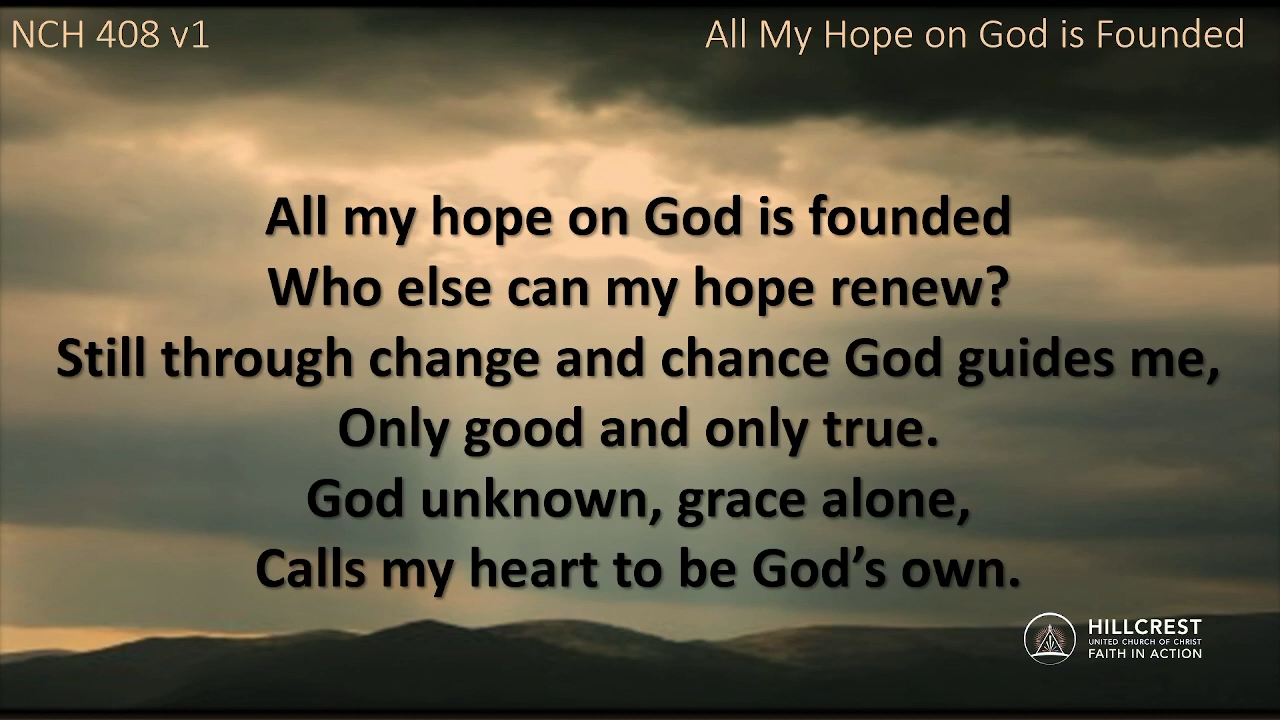 NCH 408 v1
All My Hope on God is Founded
All my hope on God is founded
Who else can my hope renew?
Still through change and chance God guides me,
Only good and only true.
God unknown, grace alone,
Calls my heart to be God’s own.
HILLCREST
UNITED CHURCH OF CHRIST
FAITH IN ACTION